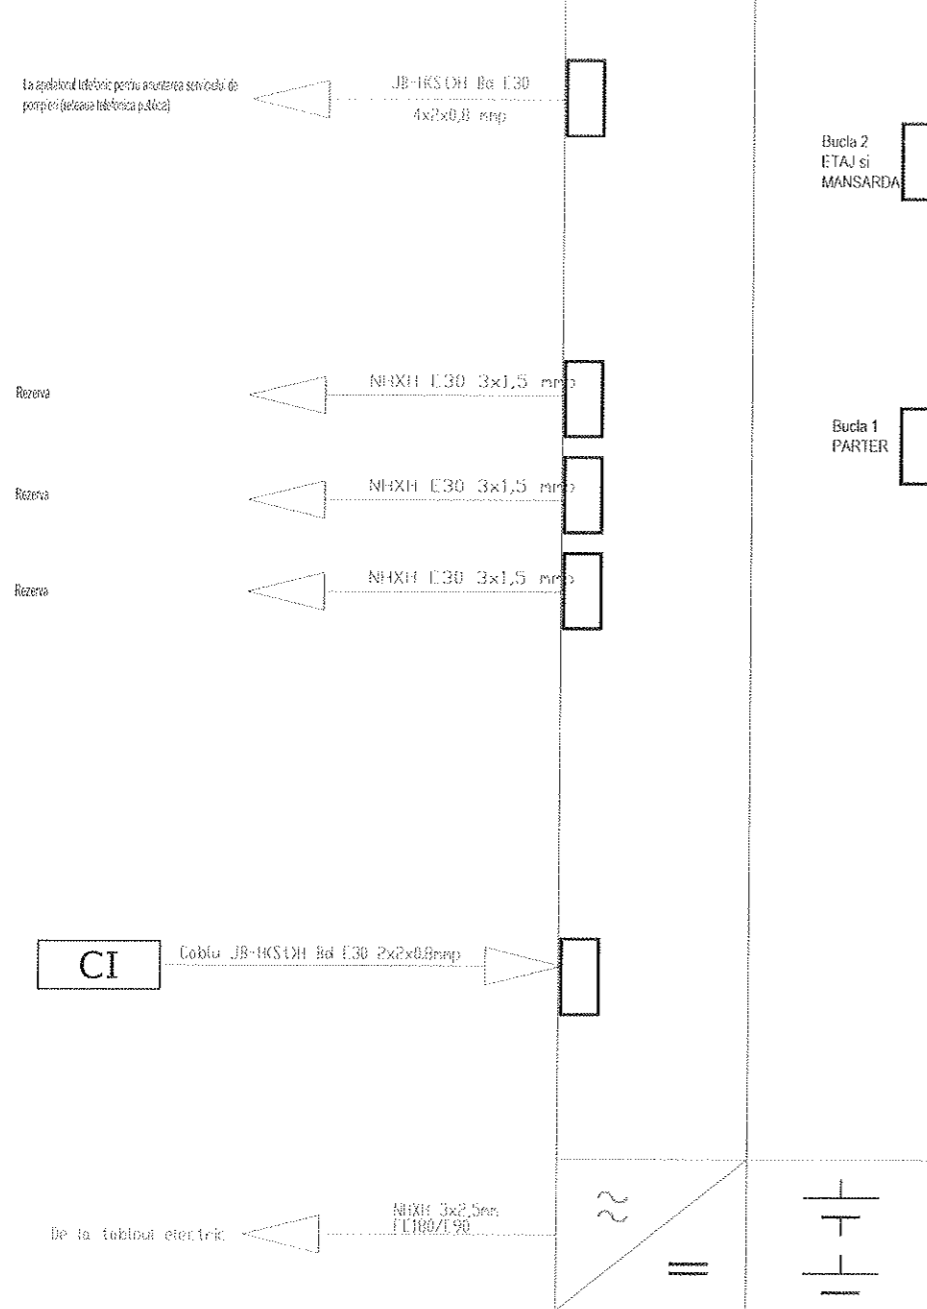 La apelatorul telefonic pentru anuntarea serviciului de
pompieri (reteaua telefonica publica)
JB-H(St)H Bd E30
4x2x0,8 mmp
Bucla 2
ETAJ si
MANSARDA
Rezerva
NHXH E30 3x1,5 mmp
Bucla 1
PARTER
Rezerva
NHXH E30 3x1,5 mmp
Rezerva
NHXH E30 3x1,5 mmp
CI
Cablu JB-H(St)H Bd E30 2x2x0.8mmp
De la tabloul electric
NHXH 3x2,5mm
FE180/E90